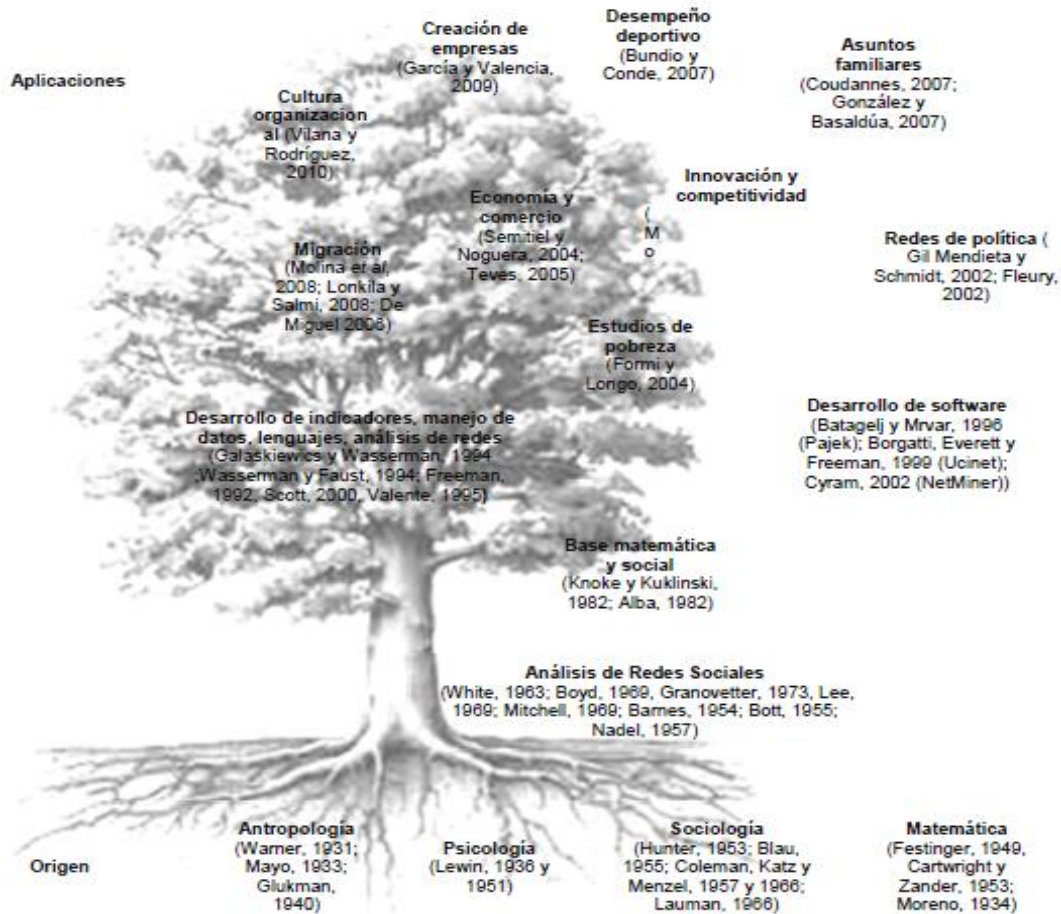 Aplicaciones
Creación de
empresas
(García y Valencia,
2009)
Desempeño
deportivo
(Bundio y
Conde, 2007)
Asuntos
familiares
(Coudannes, 2007;
González y
Basaldúa, 2007)
Cultura
organizacion
al (Vilana y
Rodríguez,
2010)
Innovación y
competitividad
(
M
o
Economía y
comercio
(Semitiel y
Noguera, 2004;
Teves, 2005)
Redes de política (
Gil Mendieta y
Schmidt, 2002; Fleury,
2002)
Migración
(Molina et al,
2008; Lonkila y
Salmi, 2008; De
Miguel 2006)
Estudios de
pobreza
(Forni y
Longo, 2004)
Desarrollo de indicadores, manejo de
datos, lenguajes, análisis de redes
(Galaskiewics y Wasserman, 1994
;Wasserman y Faust, 1994; Freeman,
1992, Scott, 2000, Valente, 1995)
Desarrollo de software
(Batagelj y Mrvar, 1996
(Pajek); Borgatti, Everett y
Freeman, 1999 (Ucinet);
Cyram, 2002 (NetMiner))
Base matemática
y social
(Knoke y Kuklinski,
1982; Alba, 1982)
Análisis de Redes Sociales
(White, 1963; Boyd, 1969, Granovetter, 1973, Lee,
1969; Mitchell, 1969; Barnes, 1954; Bott, 1955;
Nadel, 1957)
Origen
Antropología
(Warner, 1931;
Mayo, 1933;
Glukman,
1940)
Psicología
(Lewin, 1936 y
1951)
Sociología
(Hunter, 1953; Blau,
1955; Coleman, Katz y
Menzel, 1957 y 1966;
Lauman, 1966)
Matemática
(Festinger, 1949,
Cartwright y
Zander, 1953;
Moreno, 1934)